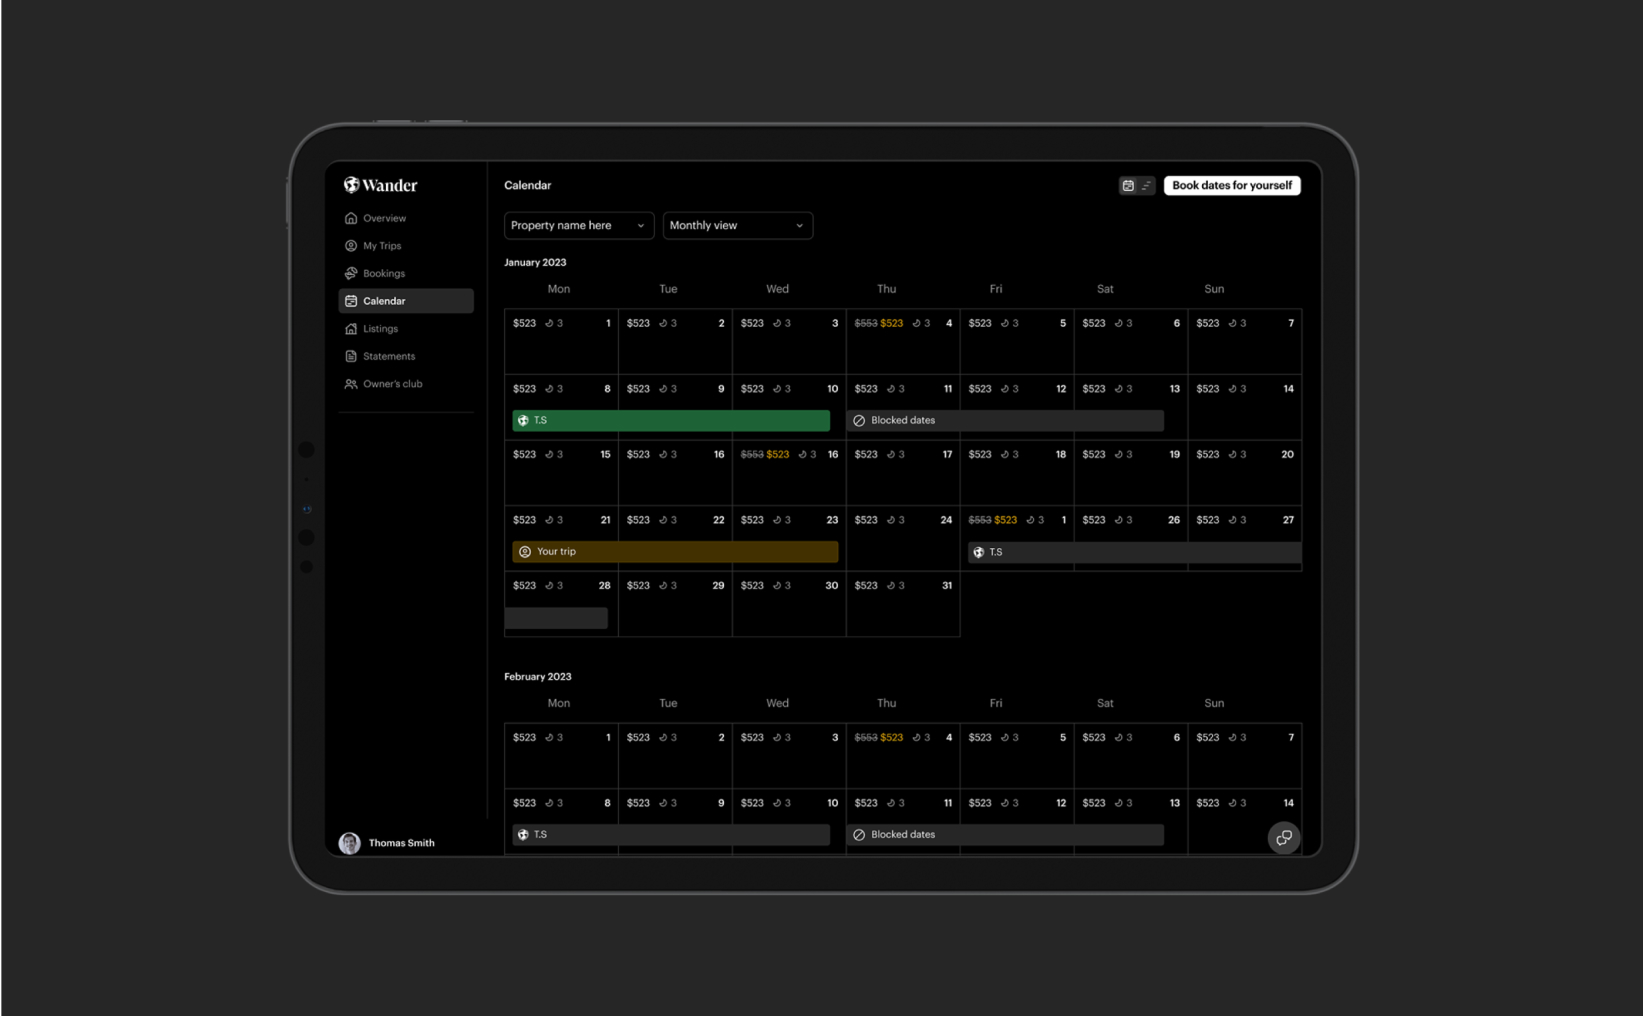 Wander
Overview
My Trips
Bookings
Calendar
Listings
Statements
Owner's club
Thomas Smith
Calendar
Book dates for yourself
Property name here
Monthly view
January 2023
Mon Tue Wed Thu Fri Sat Sun
$523 3 1 $523 3 2 $523 3 3 $553 $523 3 4 $523 3 5 $523 3 6 $523 3 7
$523 3 8 $523 3 9 $523 3 10 $523 3 11 $523 3 12 $523 3 13 $523 3 14
T.S Blocked dates
$523 3 15 $523 3 16 $553 $523 3 16 $523 3 17 $523 3 18 $523 3 19 $523 3 20
$523 3 21 $523 3 22 $523 3 23 $523 3 24 $553 $523 3 1 $523 3 26 $523 3 27
Your trip T.S
$523 3 28 $523 3 29 $523 3 30 $523 3 31
February 2023
Mon Tue Wed Thu Fri Sat Sun
$523 3 1 $523 3 2 $523 3 3 $553 $523 3 4 $523 3 5 $523 3 6 $523 3 7
$523 3 8 $523 3 9 $523 3 10 $523 3 11 $523 3 12 $523 3 13 $523 3 14
T.S Blocked dates